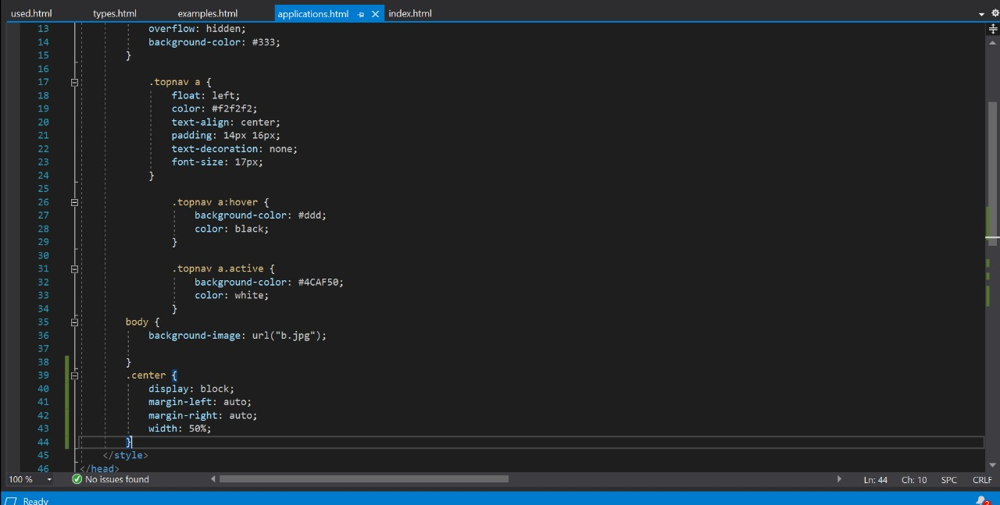 used.html types.html examples.html applications.html index.html
13 overflow: hidden;
14 background-color: #333;
15 }
16
17 .topnav a {
18 float: left;
19 color: #f2f2f2;
20 text-align: center;
21 padding: 14px 16px;
22 text-decoration: none;
23 font-size: 17px;
24 }
25
26 .topnav a:hover {
27 background-color: #ddd;
28 color: black;
29 }
30
31 .topnav a.active {
32 background-color: #4CAF50;
33 color: white;
34 }
35 body {
36 background-image: url("b.jpg");
37
38 }
39 .center {
40 display: block;
41 margin-left: auto;
42 margin-right: auto;
43 width: 50%;
44 }
45 </style>
46 </head>
100 % No issues found Ln: 44 Ch: 10 SPC CRLF
Ready 2